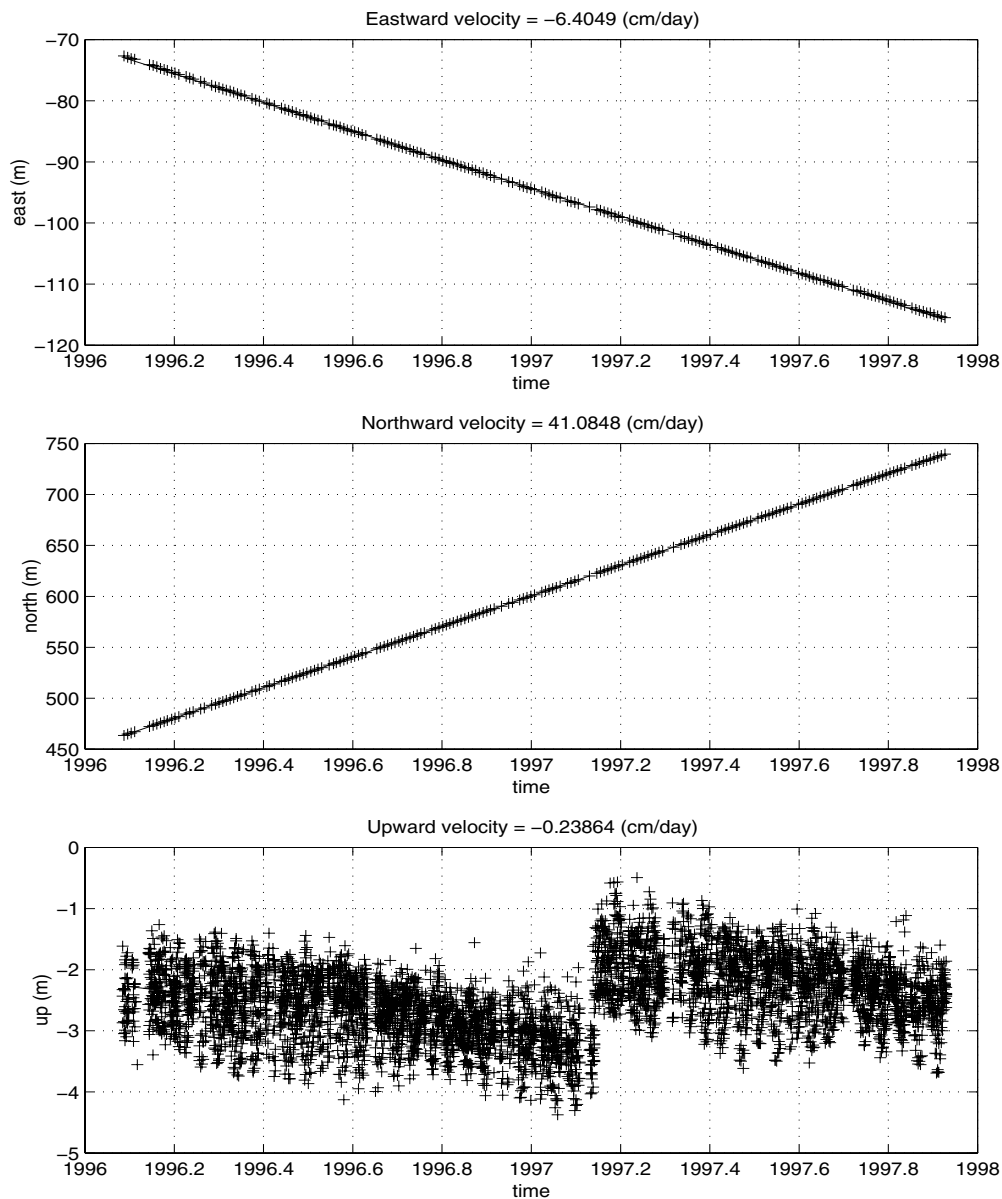 Eastward velocity = −6.4049 (cm/day)
−70
−80
−90
−100
−110
−120
east (m)
1996 1996.2 1996.4 1996.6 1996.8 1997 1997.2 1997.4 1997.6 1997.8 1998
time
Northward velocity = 41.0848 (cm/day)
750
700
650
600
550
500
450
north (m)
1996 1996.2 1996.4 1996.6 1996.8 1997 1997.2 1997.4 1997.6 1997.8 1998
time
Upward velocity = −0.23864 (cm/day)
0
−1
−2
−3
−4
−5
up (m)
1996 1996.2 1996.4 1996.6 1996.8 1997 1997.2 1997.4 1997.6 1997.8 1998
time